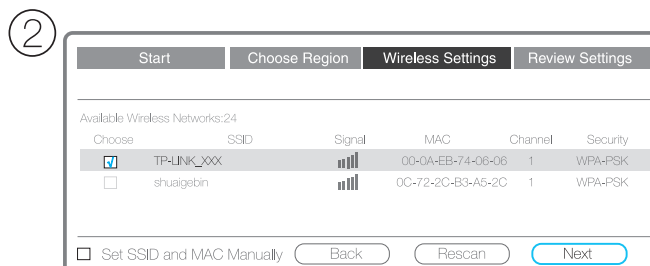 2
Start Choose Region Wireless Settings Review Settings
Available Wireless Networks:24
Choose SSID Signal MAC Channel Security
TP-LINK_XXX 00-0A-EB-74-06-06 1 WPA-PSK
shuaigebin 0C-72-2C-B3-A5-2C 1 WPA-PSK
Set SSID and MAC Manually Back Rescan Next